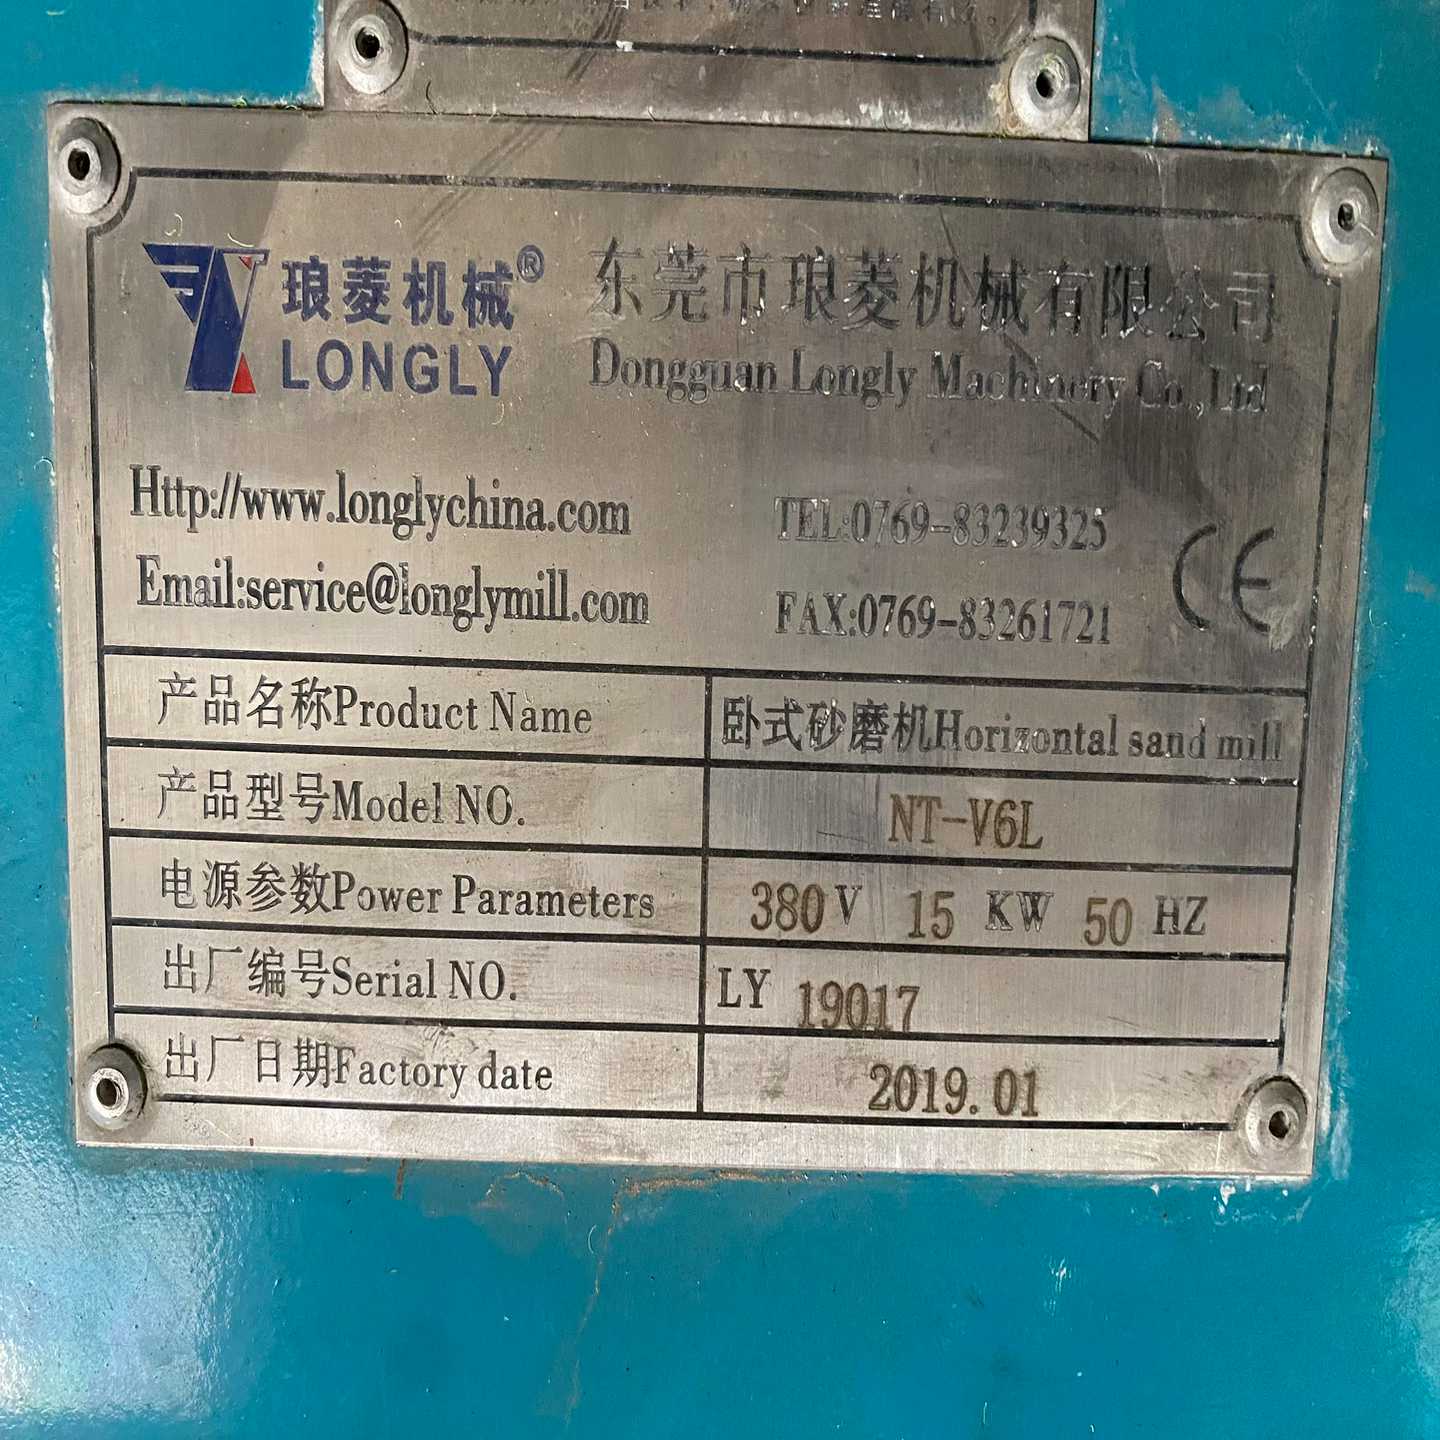 琅菱机械®
LONGLY
东莞市琅菱机械有限公司
Dongguan Longly Machinery Co.,Ltd
Http://www.longlychina.com
TEL:0769-83239325
Email:service@longlymill.com
FAX:0769-83261721
CE
产品名称Product Name 卧式砂磨机Horizontal sand mill
产品型号Model NO. NT-V6L
电源参数Power Parameters 380 V 15 KW 50 HZ
出厂编号Serial NO. LY 19017
出厂日期Factory date 2019.01